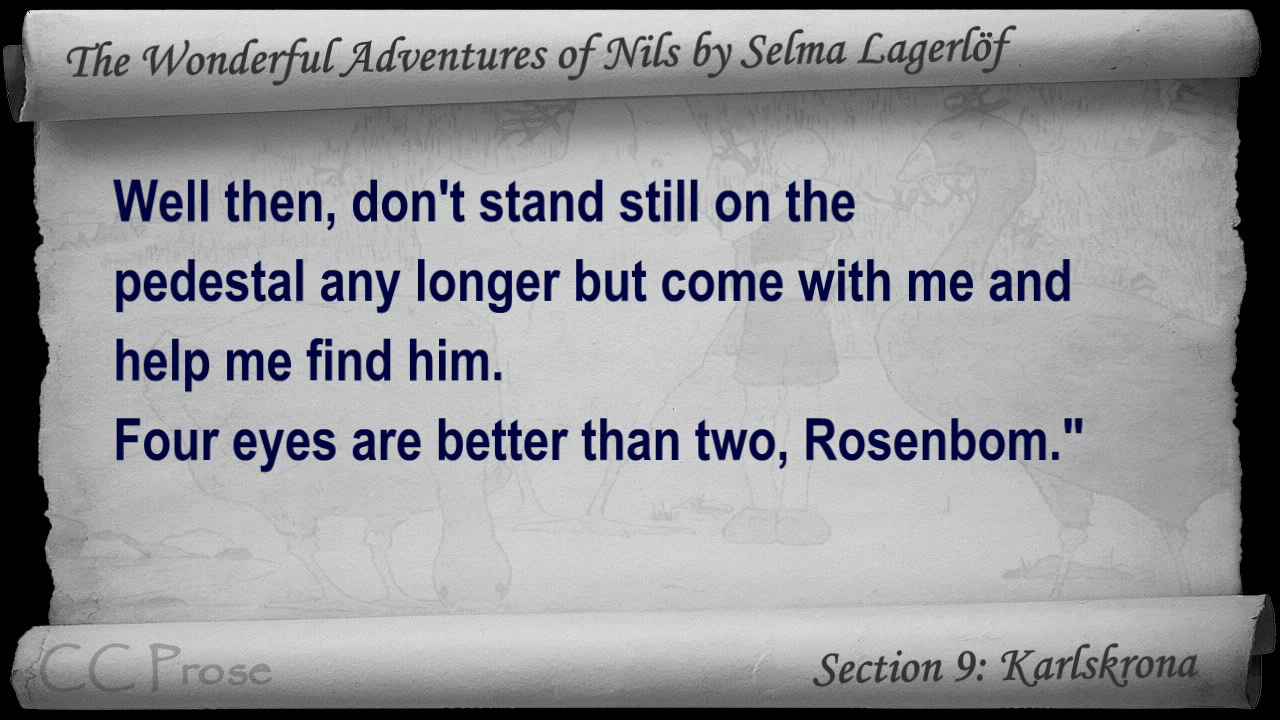 The Wonderful Adventures of Nils by Selma Lagerlöf
Well then, don't stand still on the
pedestal any longer but come with me and
help me find him.
Four eyes are better than two, Rosenbom."
CC Prose
Section 9: Karlskrona